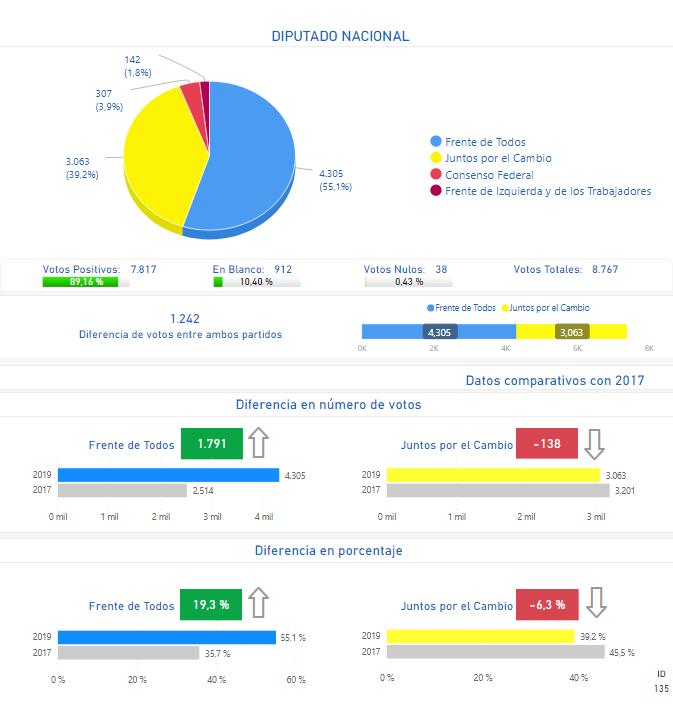 DIPUTADO NACIONAL
142
(1,8%)
307
(3,9%)
3.063
(39,2%)
4.305
(55,1%)
Frente de Todos
Juntos por el Cambio
Consenso Federal
Frente de Izquierda y de los Trabajadores
Votos Positivos: 7.817 En Blanco: 912 Votos Nulos: 38 Votos Totales: 8.767
89,16 % 10,40 % 0,43 %
1.242
Diferencia de votos entre ambos partidos
Frente de Todos Juntos por el Cambio
4,305 3,063
0K 2K 4K 6K 8K
Datos comparativos con 2017
Diferencia en número de votos
Frente de Todos 1.791
2019 4.305
2017 2.514
0 mil 1 mil 2 mil 3 mil 4 mil
Juntos por el Cambio -138
2019 3.063
2017 3.201
0 mil 1 mil 2 mil 3 mil
Diferencia en porcentaje
Frente de Todos 19,3 %
2019 55,1 %
2017 35,7 %
0 % 20 % 40 % 60 %
Juntos por el Cambio -6,3 %
2019 39,2 %
2017 45,5 %
0 % 20 % 40 %
ID
135